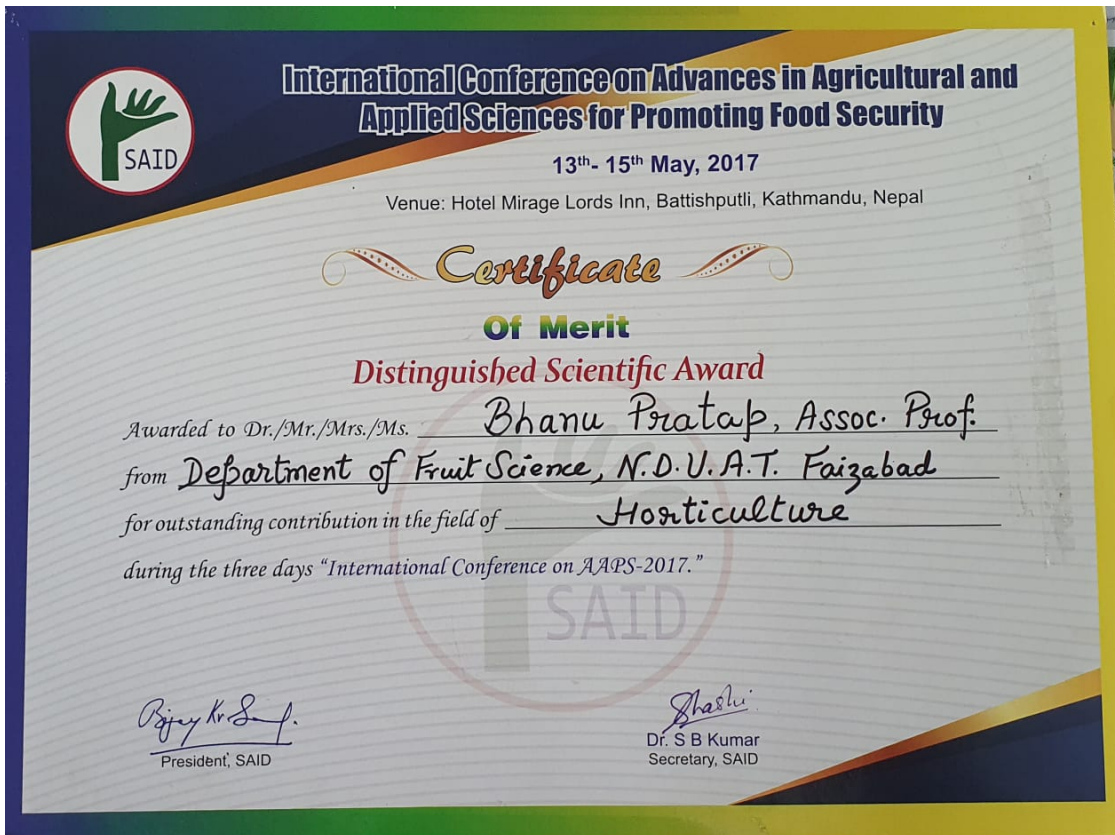 SAID
International Conference on Advances in Agricultural and
Applied Sciences for Promoting Food Security
13th- 15th May, 2017
Venue: Hotel Mirage Lords Inn, Battishputli, Kathmandu, Nepal
Certificate
Of Merit
Distinguished Scientific Award
Awarded to Dr./Mr./Mrs./Ms. Bhanu Pratap, Assoc. Prof.
from Department of Fruit Science, N.D.U.A.T. Faizabad
for outstanding contribution in the field of Horticulture
during the three days "International Conference on AAPS-2017."
SAID
Shashi
President, SAID
Dr. S B Kumar
Secretary, SAID